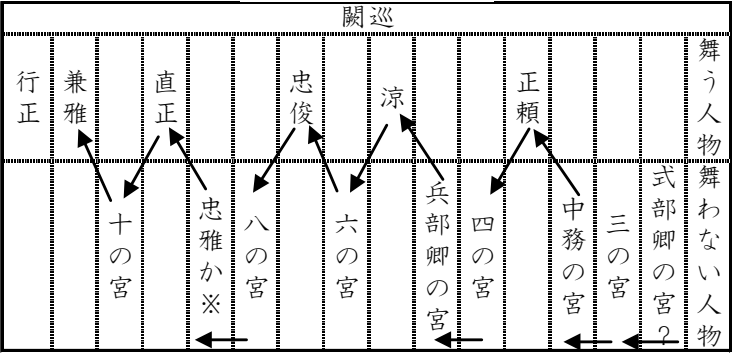 闕巡
舞う人物
舞わない人物
式部卿の宮?
三の宮
中務の宮
正頼
四の宮
兵部卿の宮
涼
六の宮
忠俊
八の宮
忠雅か※
直正
十の宮
兼雅
行正